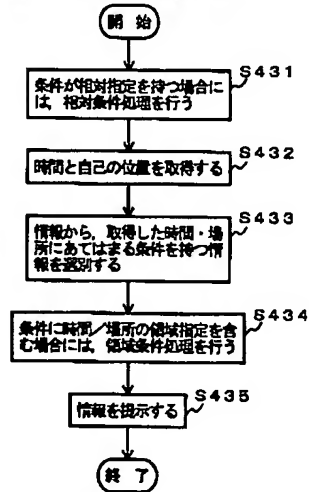 開 始
S431
条件が相対指定を持つ場合に
は，相対条件処理を行う
S432
時間と自己の位置を取得する
S433
情報から，取得した時間・場
所にあてはまる条件を持つ情
報を選別する
S434
条件に時間／場所の領域指定を含
む場合には，領域条件処理を行う
S435
情報を提示する
終 了